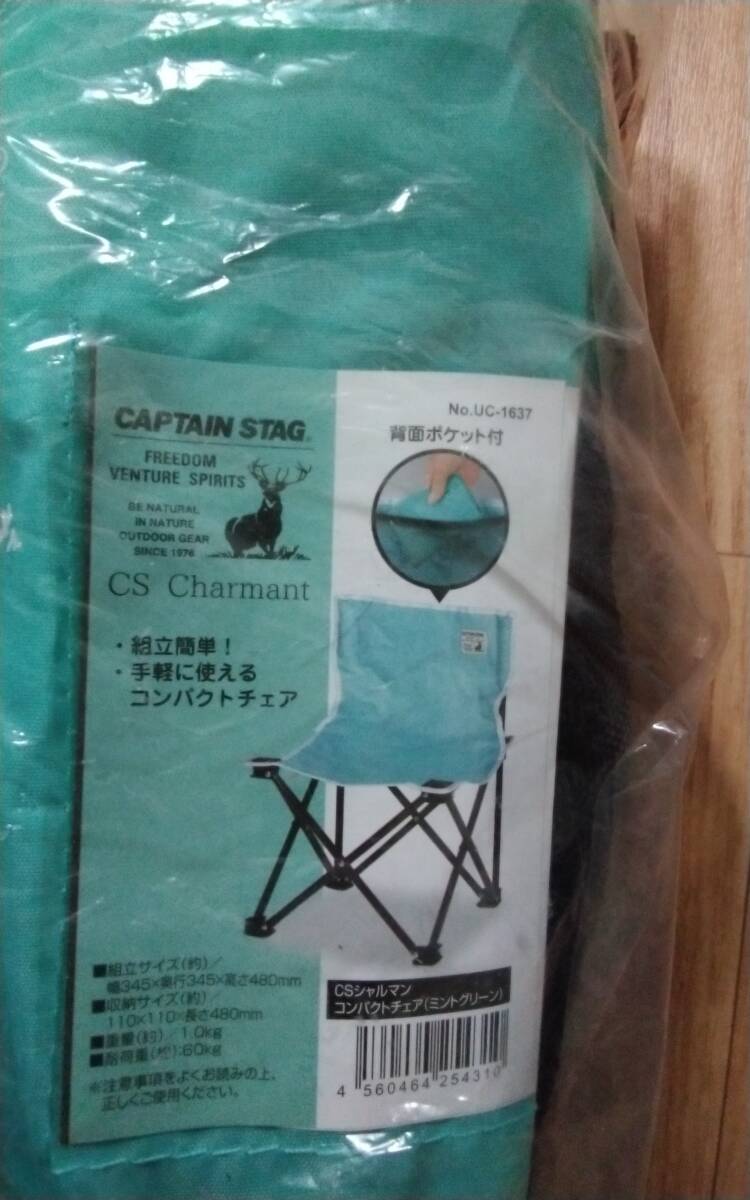 CAPTAIN STAG®
FREEDOM
VENTURE SPIRITS
BE NATURAL
IN NATURE
OUTDOOR GEAR
SINCE 1976
CS Charmant
・組立簡単！
・手軽に使える
コンパクトチェア
No.UC-1637
背面ポケット付
■組立サイズ(約)／
幅345×奥行345×高さ480mm
■収納サイズ(約)／
110×110×長さ480mm
■重量(約)／1.0kg
■耐荷重(約):60kg
※注意事項をよくお読みの上、
正しくご使用ください。
CSシャルマン
コンパクトチェア(ミントグリーン)
4 560464 254310